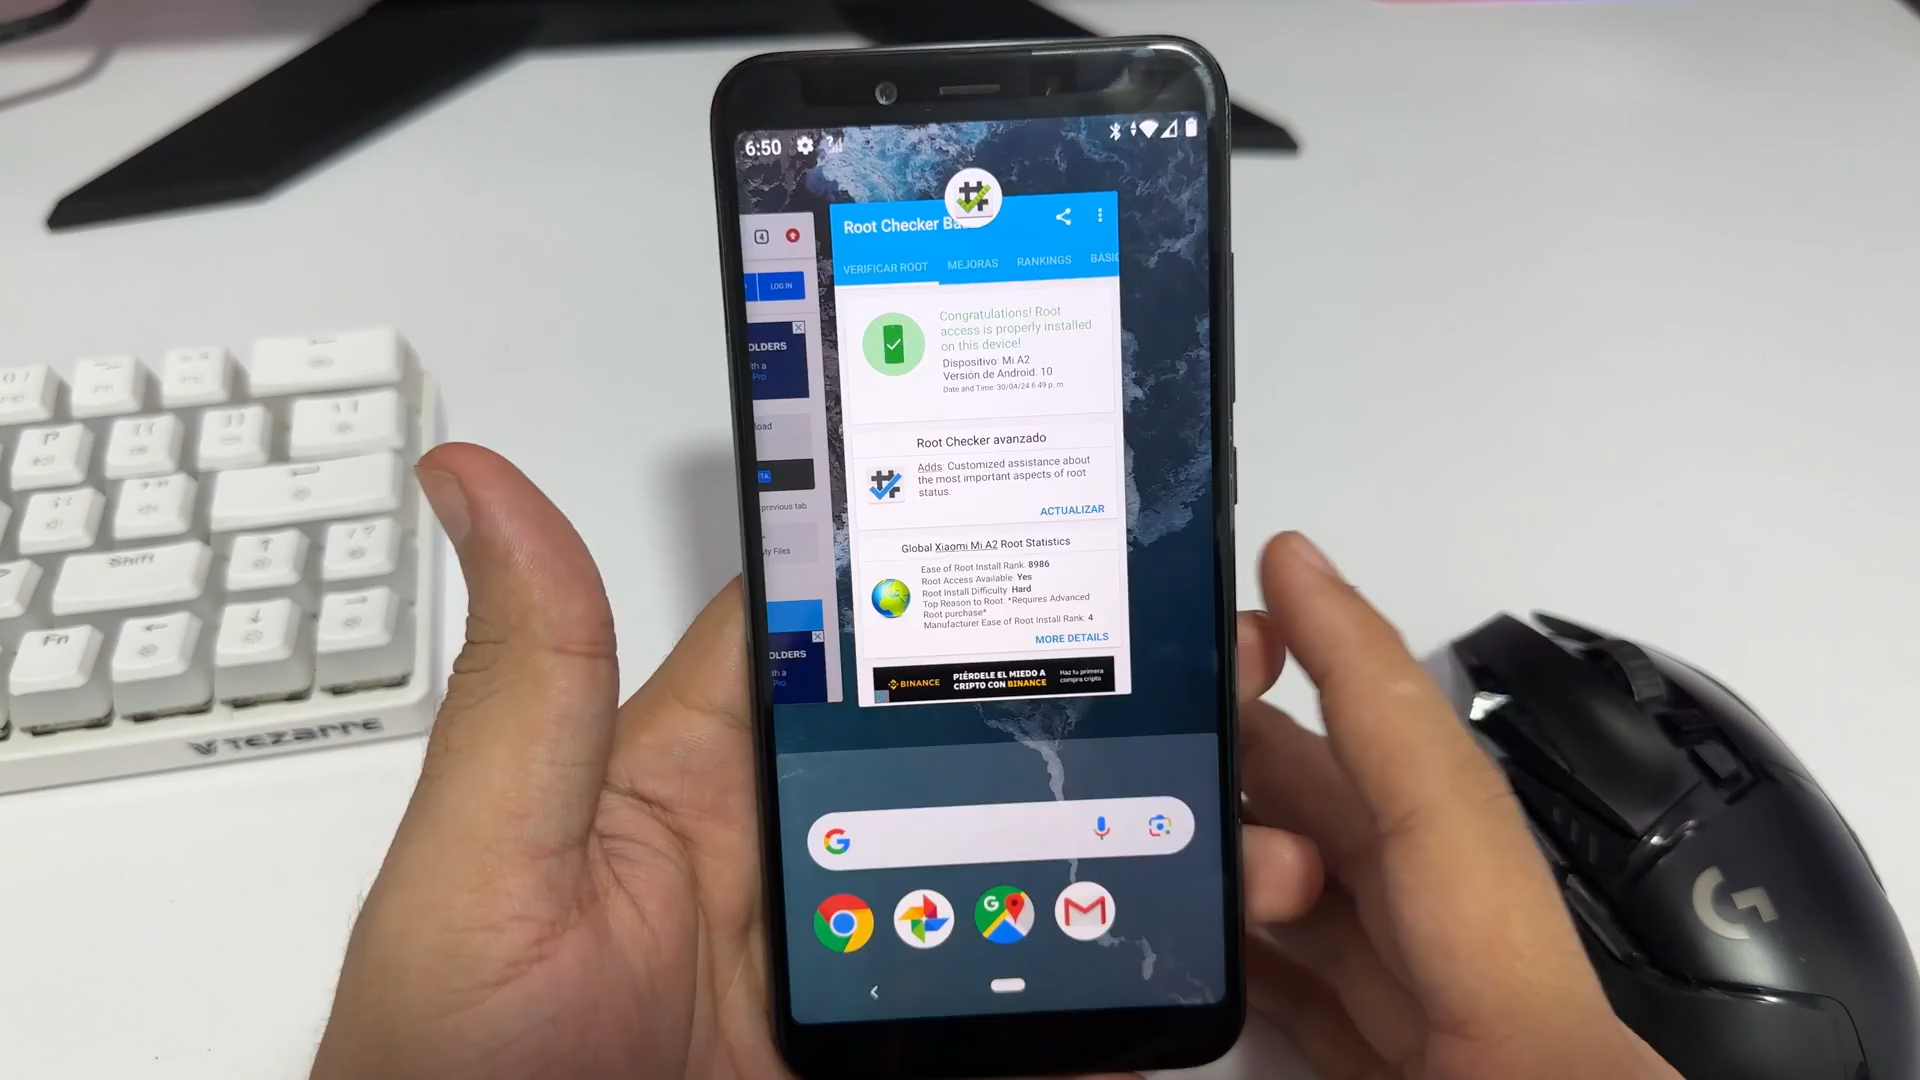 6:50
4
LOG IN
OLDERS
th a
Pro
load
TA
previous tab
My Files
OLDERS
th a
Pro
Root Checker Ba
VERIFICAR ROOT
MEJORAS
RANKINGS
BÁSIC
Congratulations! Root
access is properly installed
on this device!
Dispositivo: Mi A2
Versión de Android: 10
Date and Time: 30/04/24 6:49 p. m.
Root Checker avanzado
Adds: Customized assistance about
the most important aspects of root
status.
ACTUALIZAR
Global Xiaomi Mi A2 Root Statistics
Ease of Root Install Rank: 8986
Root Access Available: Yes
Root Install Difficulty: Hard
Top Reason to Root: *Requires Advanced
Root purchase*
Manufacturer Ease of Root Install Rank: 4
MORE DETAILS
BINANCE
PIÉRDELE EL MIEDO A
CRIPTO CON BINANCE
Haz tu primera
compra cripto
G
P
Shift
Fn
TEZARRE
G